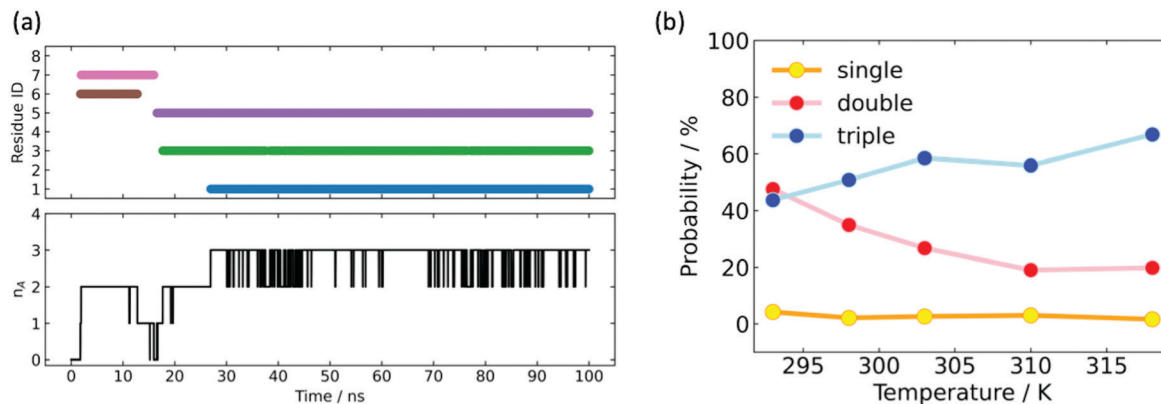 (a)
Residue ID
8
7
6
5
4
3
2
1
n_A
4
3
2
1
0
0 10 20 30 40 50 60 70 80 90 100
Time / ns
(b)
Probability / %
100
80
60
40
20
0
single
double
triple
295 300 305 310 315
Temperature / K